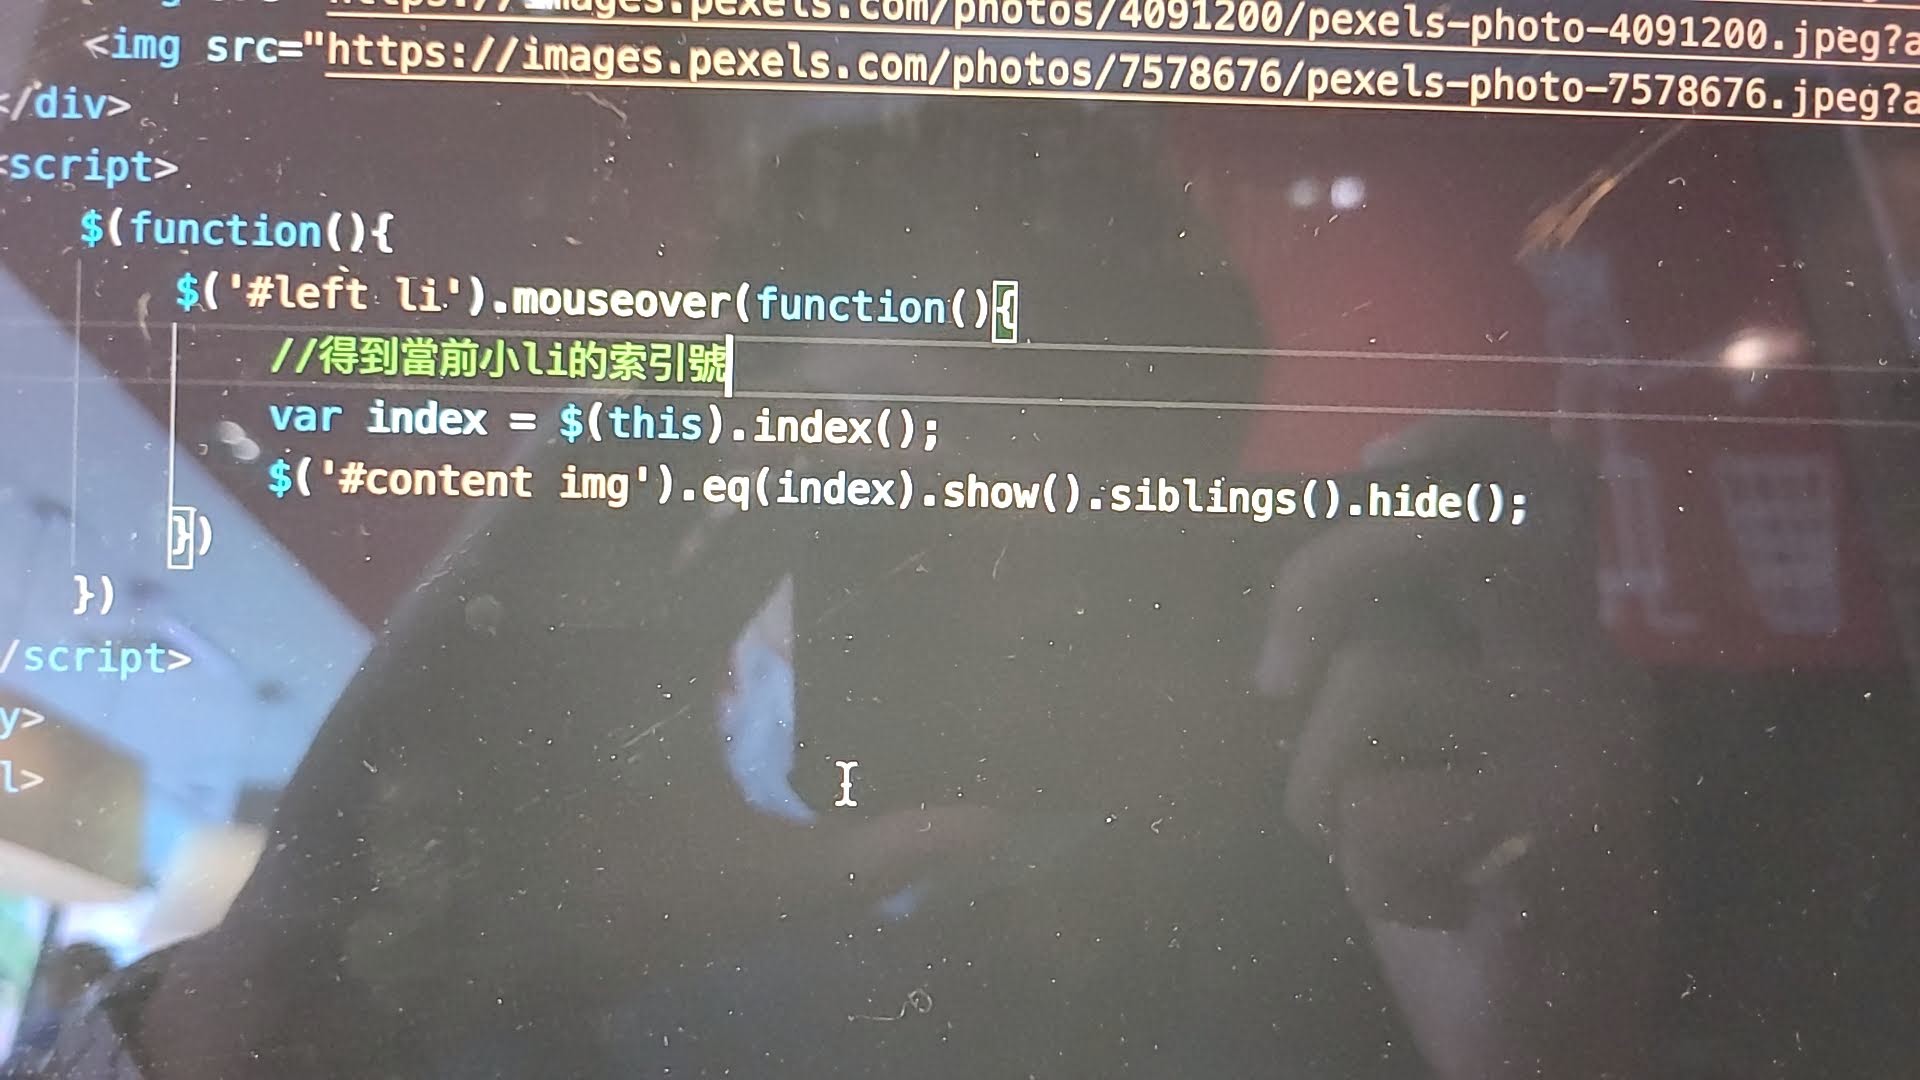 images.pexels.com/photos/4091200/pexels-photo-4091200.jpeg?a
<img src="https://images.pexels.com/photos/7578676/pexels-photo-7578676.jpeg?a
</div>
<script>
$(function(){
$('#left li').mouseover(function(){
//得到當前小li的索引號
var index = $(this).index();
$('#content img').eq(index).show().siblings().hide();
})
})
/script>
y>
l>